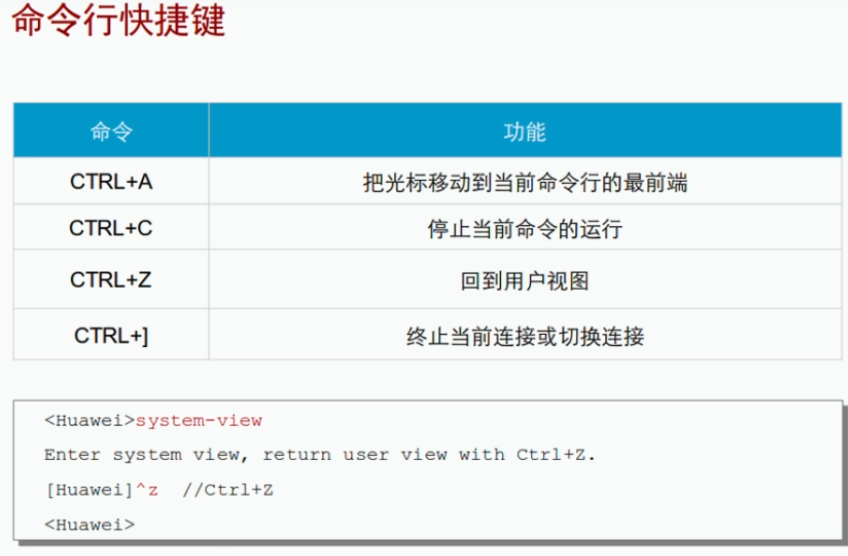 命令行快捷键
命令 功能
CTRL+A 把光标移动到当前命令行的最前端
CTRL+C 停止当前命令的运行
CTRL+Z 回到用户视图
CTRL+] 终止当前连接或切换连接
<Huawei>system-view
Enter system view, return user view with Ctrl+Z.
[Huawei]^z //Ctrl+Z
<Huawei>